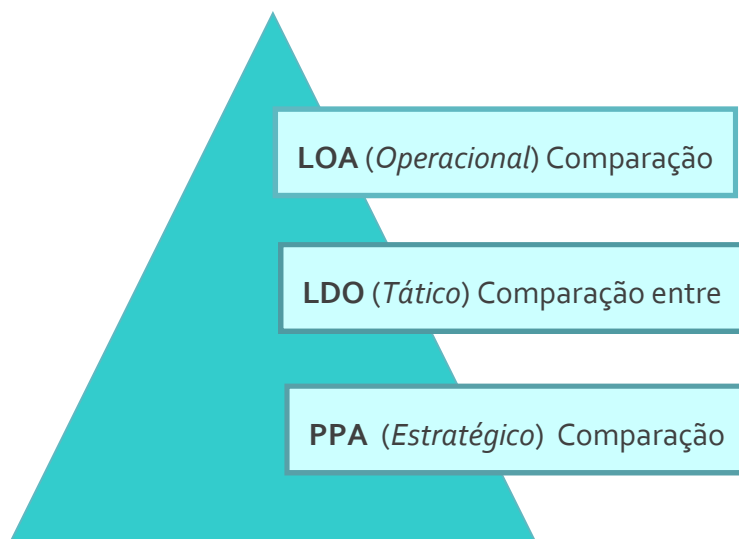 LOA (Operacional) Comparação
LDO (Tático) Comparação entre
PPA (Estratégico) Comparação